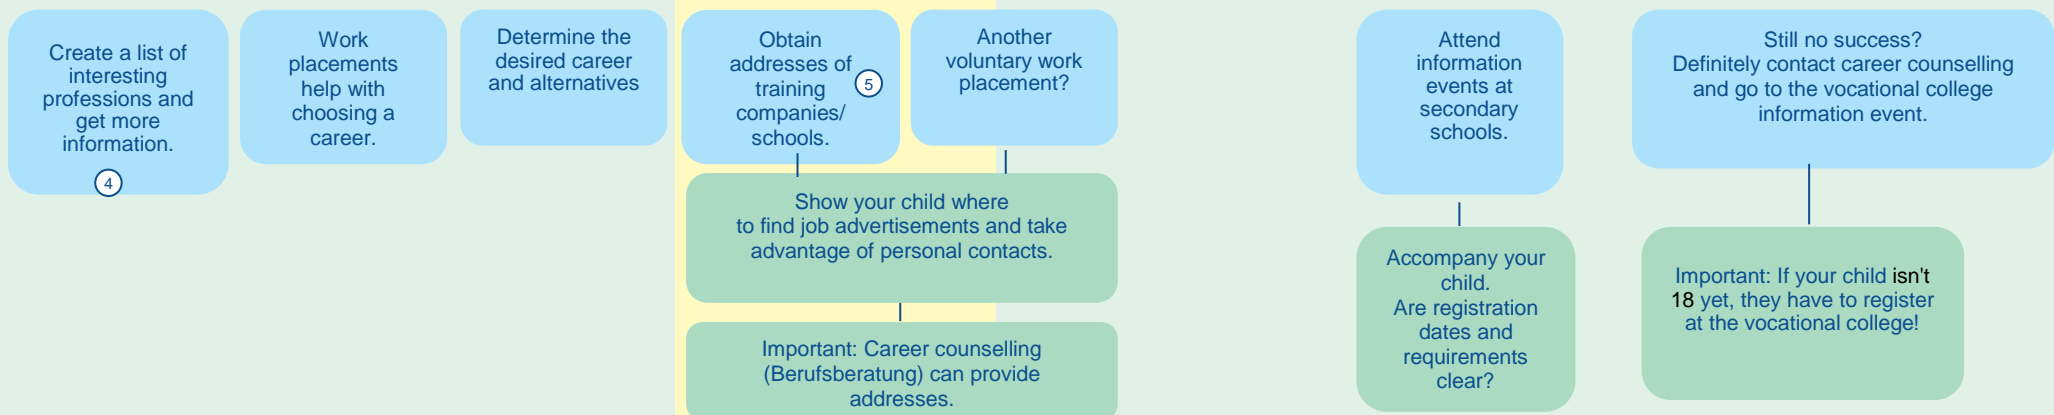 Create a list of
interesting
professions and
get more
information.
4
Work
placements
help with
choosing a
career.
Determine the
desired career
and alternatives
Obtain
addresses of
training
companies/
schools.
5
Another
voluntary work
placement?
Show your child where
to find job advertisements and take
advantage of personal contacts.
Important: Career counselling
(Berufsberatung) can provide
addresses.
Attend
information
events at
secondary
schools.
Accompany your
child.
Are registration
dates and
requirements
clear?
Still no success?
Definitely contact career counselling
and go to the vocational college
information event.
Important: If your child isn't
18 yet, they have to register
at the vocational college!